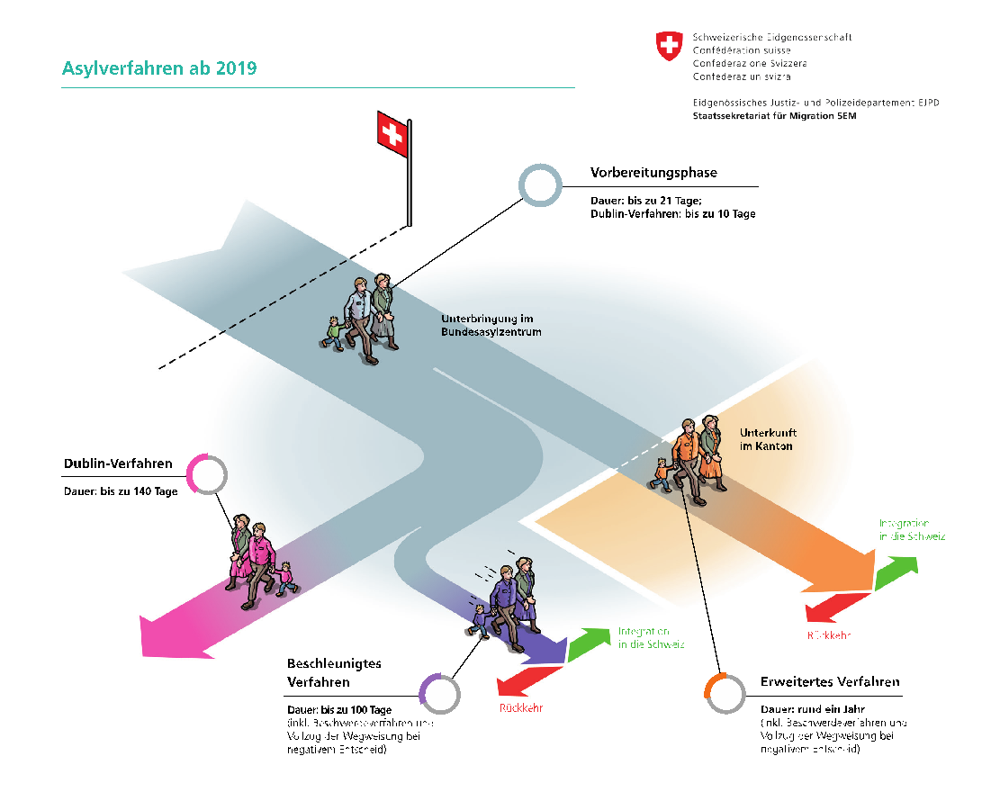 Schweizerische Eidgenossenschaft
Confédération suisse
Confederazione Svizzera
Confederaziun svizra
Eidgenössisches Justiz- und Polizeidepartement EJPD
Staatssekretariat für Migration SEM
Asylverfahren ab 2019
Vorbereitungsphase
Dauer: bis zu 21 Tage;
Dublin-Verfahren: bis zu 10 Tage
Unterbringung im
Bundesasylzentrum
Unterkunft
im Kanton
Dublin-Verfahren
Dauer: bis zu 140 Tage
Integration
in die Schweiz
Rückkehr
Integration
in die Schweiz
Rückkehr
Beschleunigtes
Verfahren
Dauer: bis zu 100 Tage
(inkl. Beschwerdeverfahren und
Vollzug der Wegweisung bei
negativem Entscheid)
Erweitertes Verfahren
Dauer: rund ein Jahr
(inkl. Beschwerdeverfahren und
Vollzug der Wegweisung bei
negativem Entscheid)